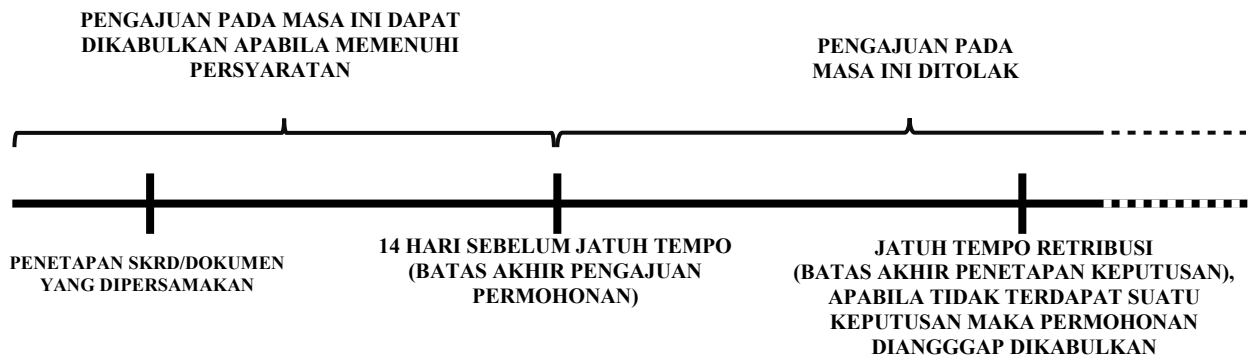 PENGAJUAN PADA MASA INI DAPAT
DIKABULKAN APABILA MEMENUHI
PERSYARATAN
PENGAJUAN PADA
MASA INI DITOLAK
PENETAPAN SKRD/DOKUMEN
YANG DIPERSAMAKAN
14 HARI SEBELUM JATUH TEMPO
(BATAS AKHIR PENGAJUAN
PERMOHONAN)
JATUH TEMPO RETRIBUSI
(BATAS AKHIR PENETAPAN KEPUTUSAN),
APABILA TIDAK TERDAPAT SUATU
KEPUTUSAN MAKA PERMOHONAN
DIANGGGAP DIKABULKAN